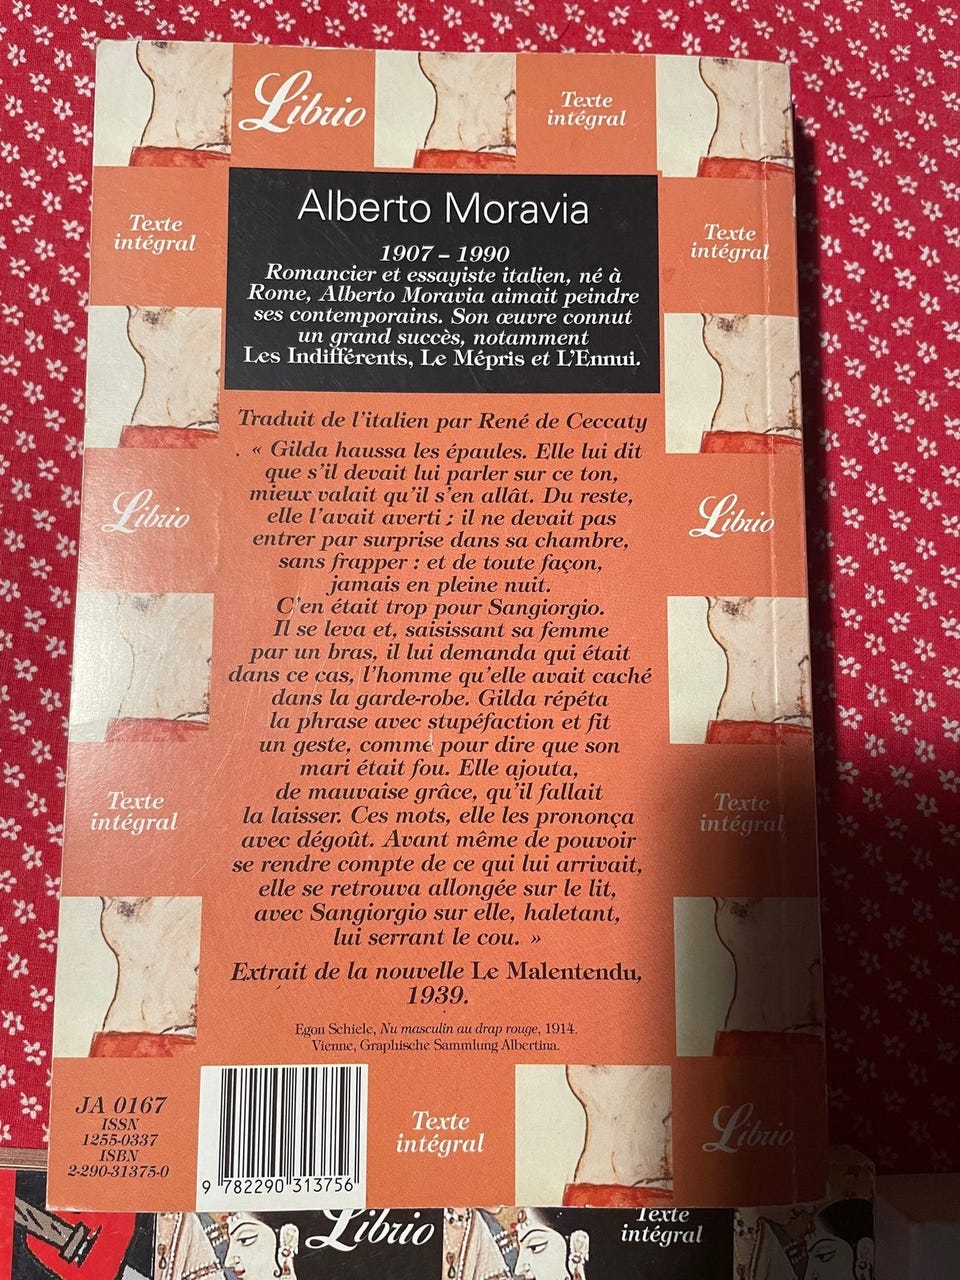 Librio
Texte
intégral
Texte
intégral
Texte
intégral
Alberto Moravia
1907 – 1990
Romancier et essayiste italien, né à
Rome, Alberto Moravia aimait peindre
ses contemporains. Son œuvre connut
un grand succès, notamment
Les Indifférents, Le Mépris et L'Ennui.
Traduit de l'italien par René de Ceccaty
« Gilda haussa les épaules. Elle lui dit
que s'il devait lui parler sur ce ton,
mieux valait qu'il s'en allât. Du reste,
elle l'avait averti ; il ne devait pas
entrer par surprise dans sa chambre,
sans frapper : et de toute façon,
jamais en pleine nuit.
C'en était trop pour Sangiorgio.
Il se leva et, saisissant sa femme
par un bras, il lui demanda qui était
dans ce cas, l'homme qu'elle avait caché
dans la garde-robe. Gilda répéta
la phrase avec stupéfaction et fit
un geste, comme pour dire que son
mari était fou. Elle ajouta,
de mauvaise grâce, qu'il fallait
la laisser. Ces mots, elle les prononça
avec dégoût. Avant même de pouvoir
se rendre compte de ce qui lui arrivait,
elle se retrouva allongée sur le lit,
avec Sangiorgio sur elle, haletant,
lui serrant le cou. »
Extrait de la nouvelle Le Malentendu,
1939.
Egon Schiele, Nu masculin au drap rouge, 1914.
Vienne, Graphische Sammlung Albertina.
Librio
Librio
Texte
intégral
Texte
intégral
JA 0167
ISSN
1255-0337
ISBN
2-290-31375-0
9 782290 313756
Texte
intégral
Librio
Librio
Texte
intégral